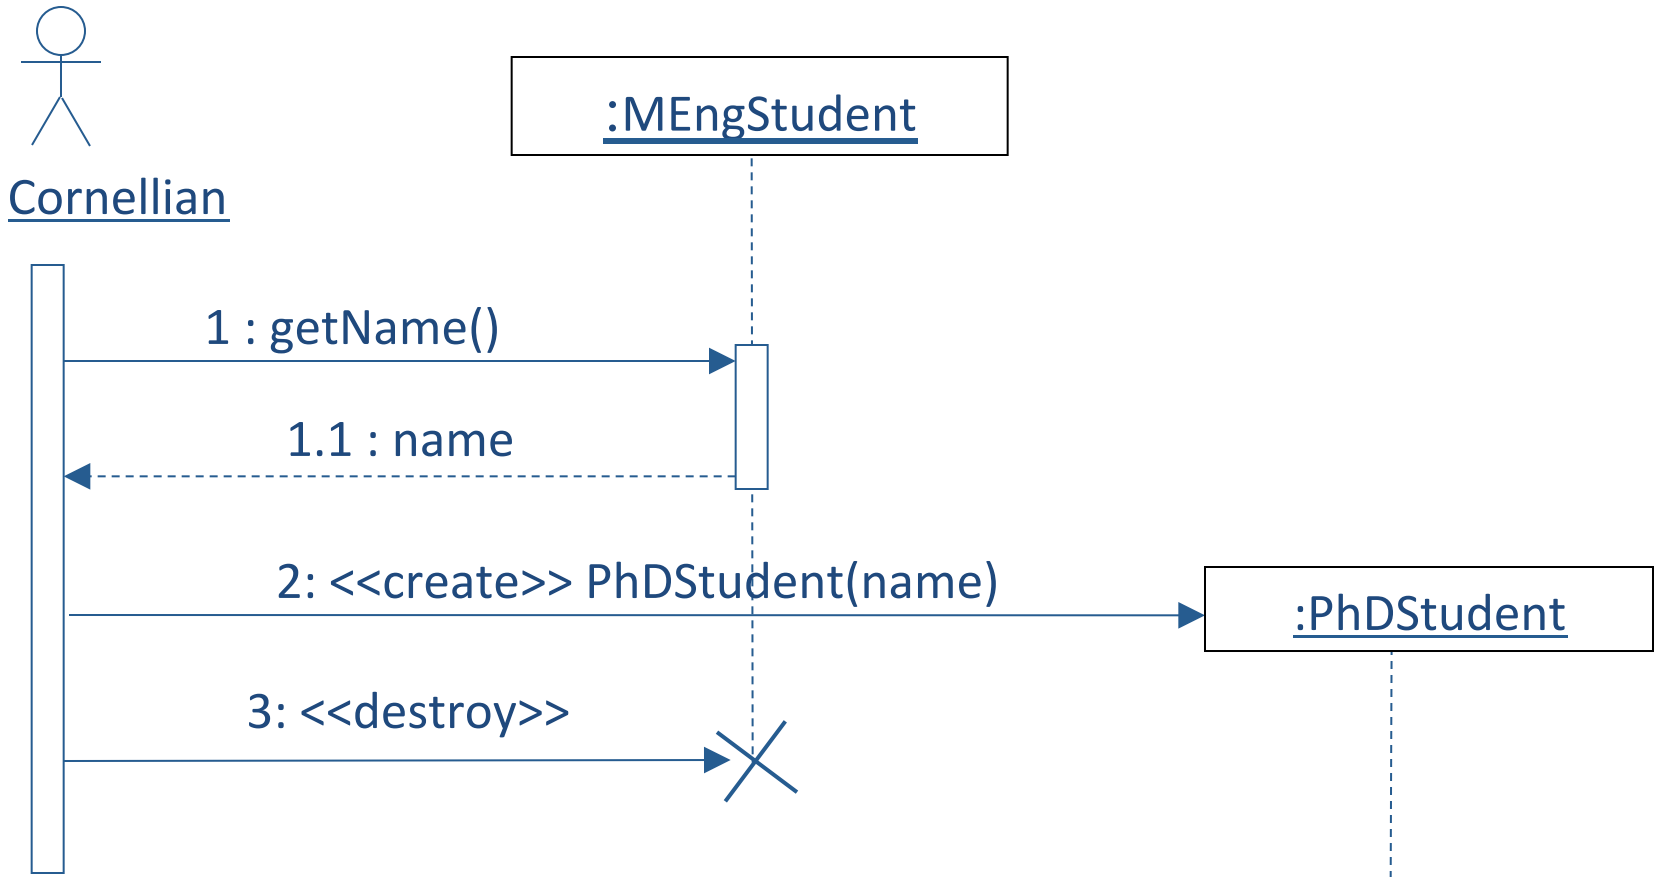 :MEngStudent
Cornellian
1 : getName()
1.1 : name
2: <<create>> PhDStudent(name)
:PhDStudent
3: <<destroy>>